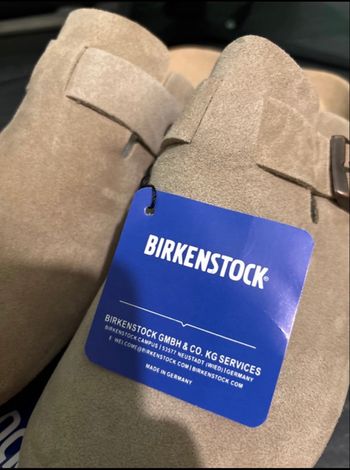 BIRKENSTOCK®
BIRKENSTOCK GMBH & CO. KG SERVICES
BIRKENSTOCK CAMPUS | 53577 NEUSTADT (WIED) | GERMANY
E WELCOME@BIRKENSTOCK.COM | BIRKENSTOCK.COM
MADE IN GERMANY